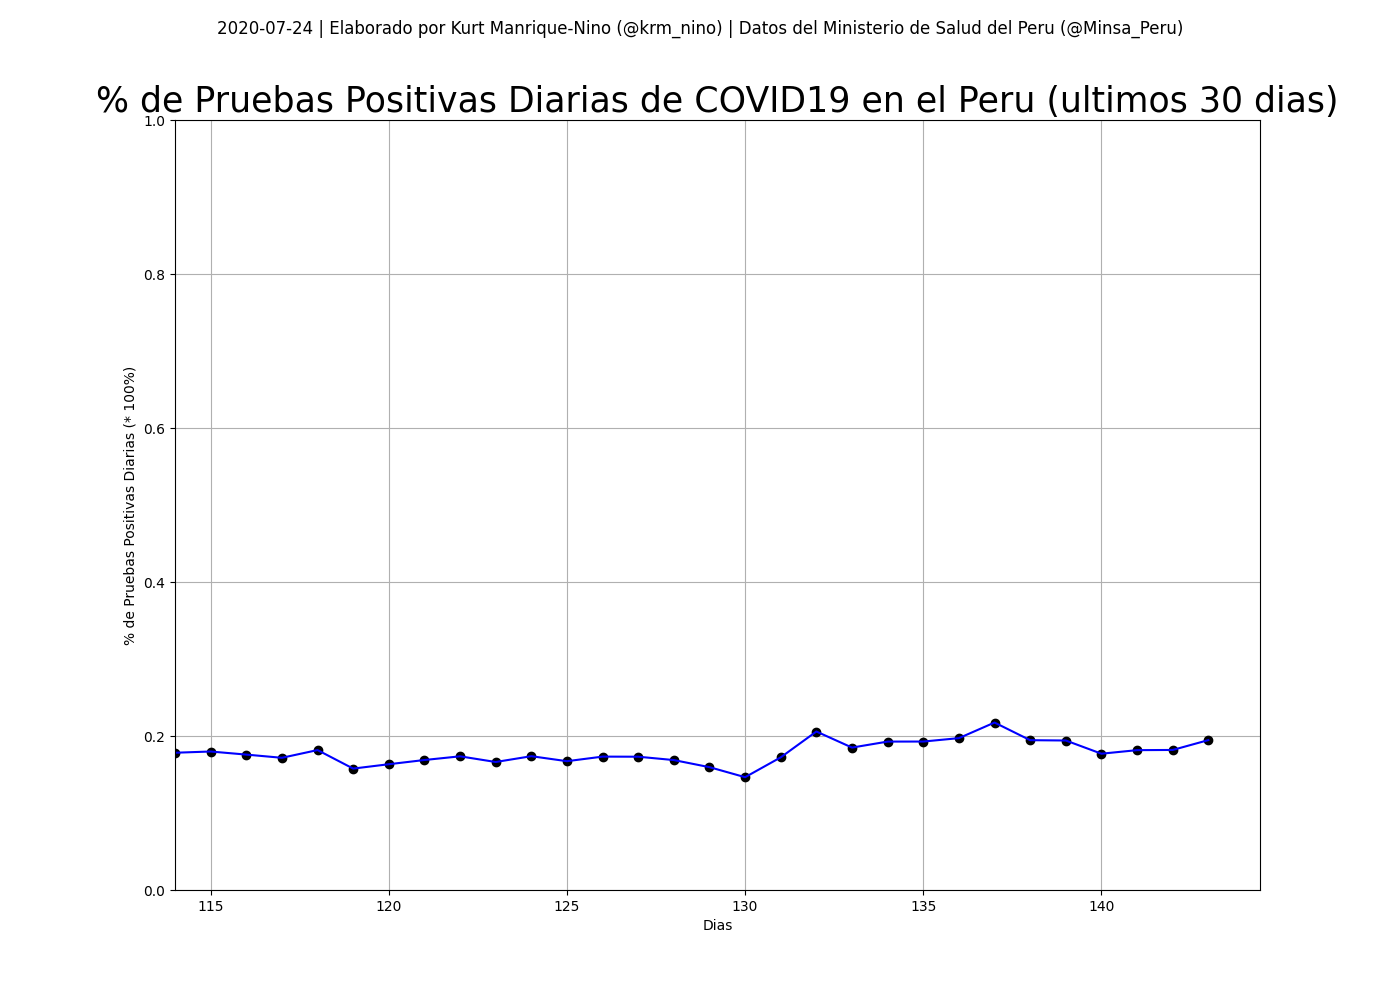 2020-07-24 | Elaborado por Kurt Manrique-Nino (@krm_nino) | Datos del Ministerio de Salud del Peru (@Minsa_Peru)
% de Pruebas Positivas Diarias de COVID19 en el Peru (ultimos 30 dias)
% de Pruebas Positivas Diarias (* 100%)
1.0
0.8
0.6
0.4
0.2
0.0
115 120 125 130 135 140
Dias